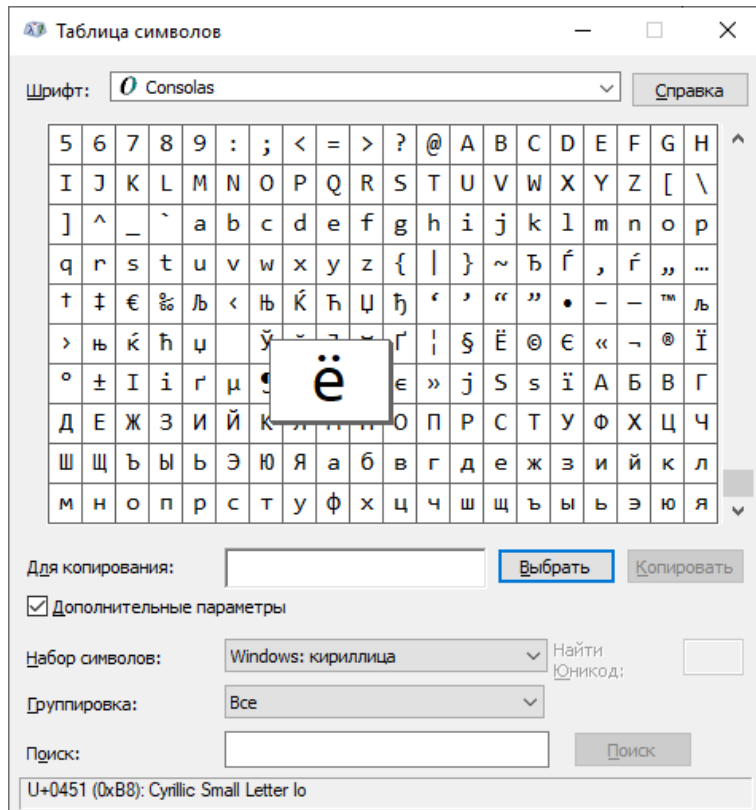 Таблица символов
Шрифт: Consolas Справка
5 6 7 8 9 : ; < = > ? @ A B C D E F G H
I J K L M N O P Q R S T U V W X Y Z [ \
] ^ _ ` a b c d e f g h i j k l m n o p
q r s t u v w x y z { | } ~ Ђ Ѓ ‚ ѓ „ …
† ‡ € ‰ Љ ‹ Њ Ќ Ћ Џ ђ ‘ ’ “ ” • – — ™ љ
› њ ќ ћ џ Ў Ґ ¦ § Ё © Є « ¬ ® Ї
° ± І і ґ µ ¶ ё є » ј Ѕ ѕ ї А Б В Г
Д Е Ж З И Й К О П Р С Т У Ф Х Ц Ч
Ш Щ Ъ Ы Ь Э Ю Я а б в г д е ж з и й к л
м н о п р с т у ф х ц ч ш щ ъ ы ь э ю я
Для копирования: Выбрать Копировать
Дополнительные параметры
Набор символов: Windows: кириллица Найти Юникод:
Группировка: Все
Поиск: Поиск
U+0451 (0xB8): Cyrillic Small Letter Io